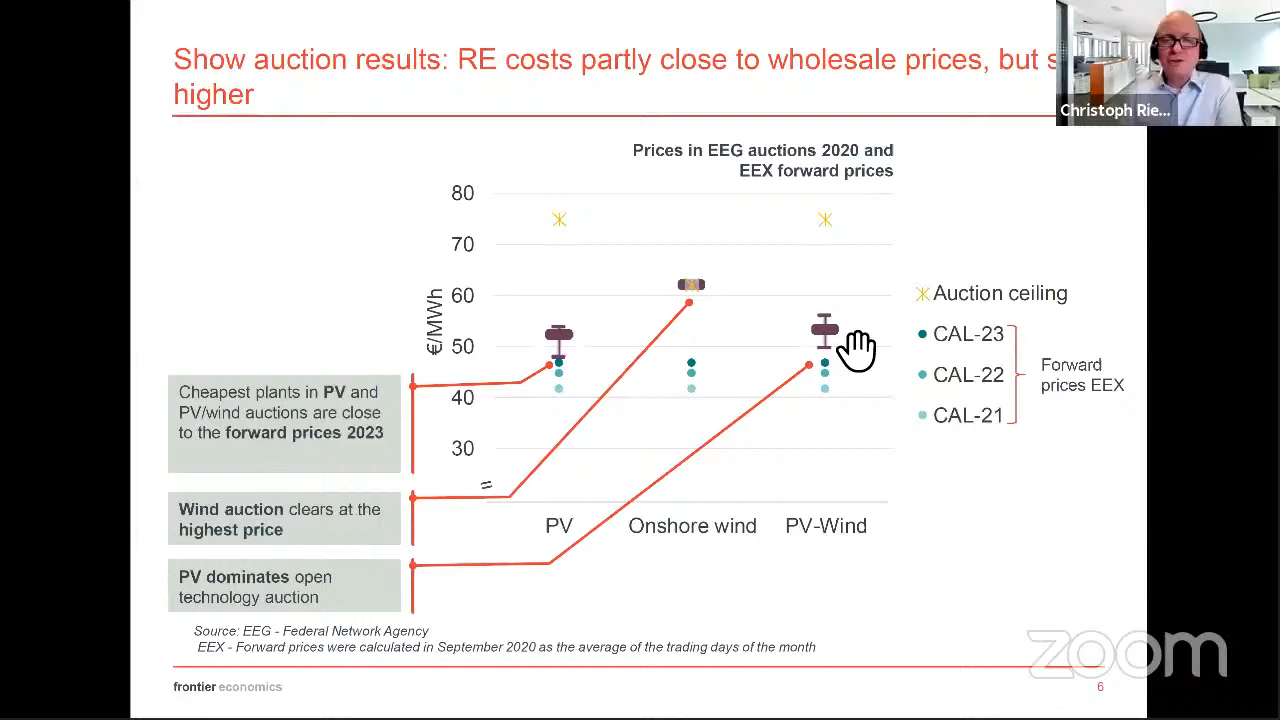 Show auction results: RE costs partly close to wholesale prices, but
higher
Christoph Rie...
Prices in EEG auctions 2020 and
EEX forward prices
80
70
60
50
40
30
€/MWh
=
PV
Onshore wind
PV-Wind
Auction ceiling
CAL-23
CAL-22
CAL-21
Forward
prices EEX
Cheapest plants in PV and
PV/wind auctions are close
to the forward prices 2023
Wind auction clears at the
highest price
PV dominates open
technology auction
Source: EEG - Federal Network Agency
EEX - Forward prices were calculated in September 2020 as the average of the trading days of the month
zoom
frontier economics
6